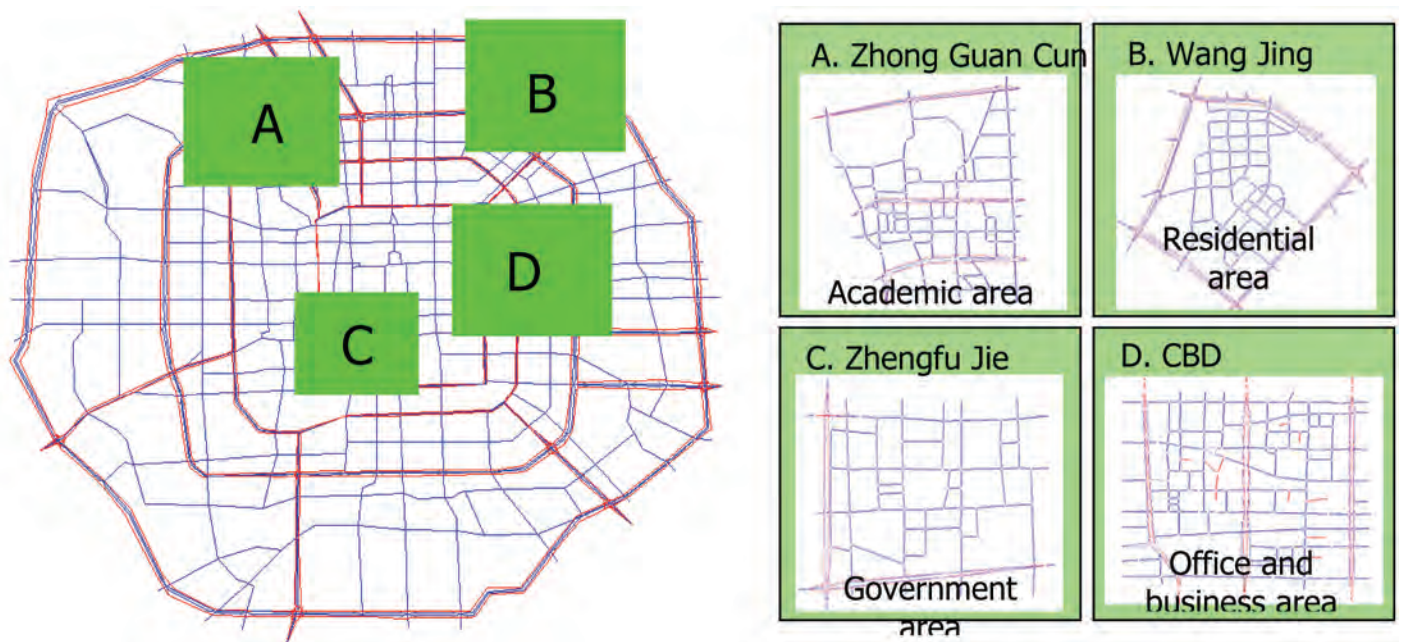 A
B
C
D
A. Zhong Guan Cun
Academic area
B. Wang Jing
Residential
area
C. Zhengfu Jie
Government
area
D. CBD
Office and
business area